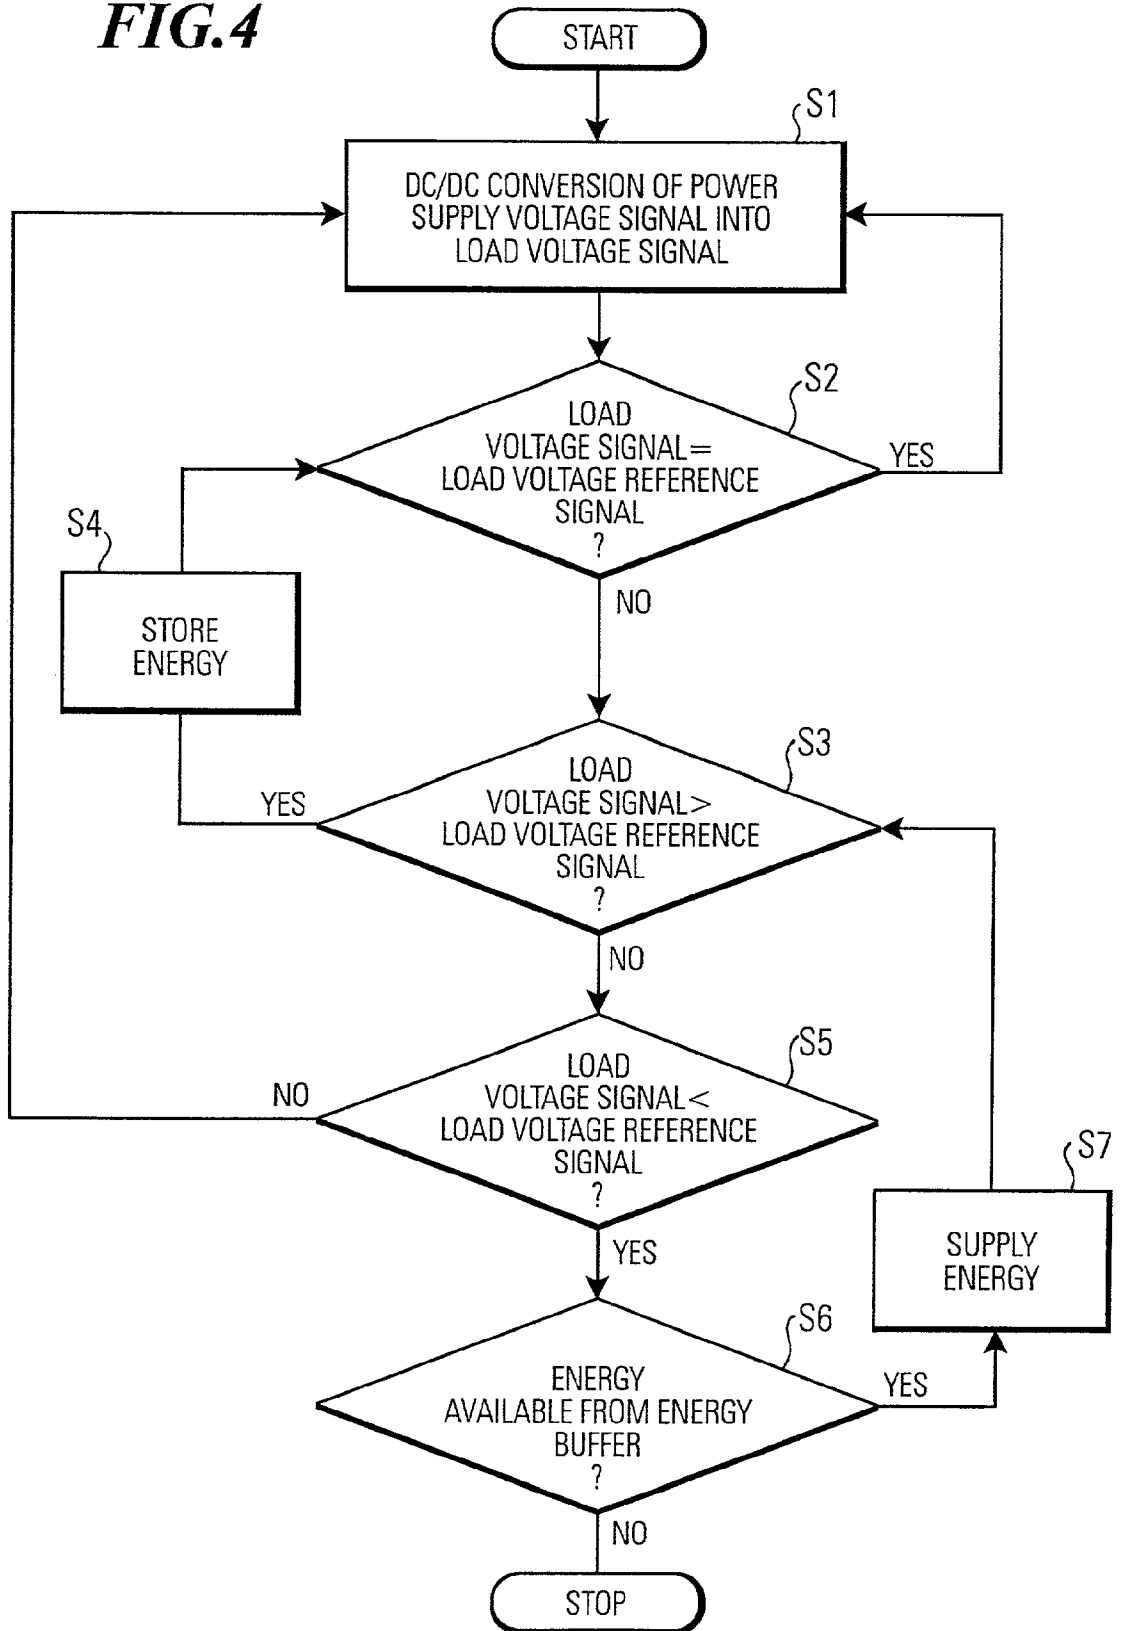 FIG.4
START
S1
DC/DC CONVERSION OF POWER
SUPPLY VOLTAGE SIGNAL INTO
LOAD VOLTAGE SIGNAL
S2
LOAD
VOLTAGE SIGNAL=
LOAD VOLTAGE REFERENCE
SIGNAL
?
YES
NO
S4
STORE
ENERGY
S3
LOAD
VOLTAGE SIGNAL>
LOAD VOLTAGE REFERENCE
SIGNAL
?
YES
NO
S5
LOAD
VOLTAGE SIGNAL<
LOAD VOLTAGE REFERENCE
SIGNAL
?
NO
YES
S7
SUPPLY
ENERGY
S6
ENERGY
AVAILABLE FROM ENERGY
BUFFER
?
YES
NO
STOP